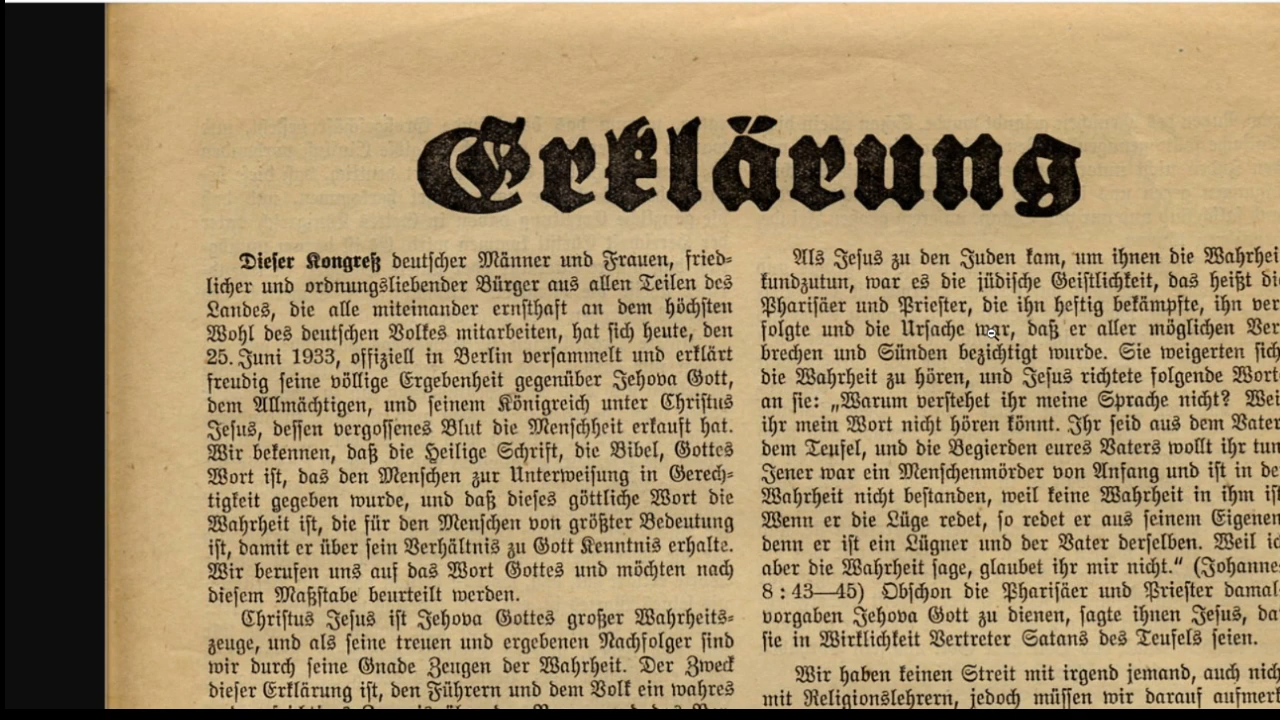 Erklärung
Dieser Kongreß deutscher Männer und Frauen, fried-
licher und ordnungsliebender Bürger aus allen Teilen des
Landes, die alle miteinander ernsthaft an dem höchsten
Wohl des deutschen Volkes mitarbeiten, hat sich heute, den
25. Juni 1933, offiziell in Berlin versammelt und erklärt
freudig seine völlige Ergebenheit gegenüber Jehova Gott,
dem Allmächtigen, und seinem Königreich unter Christus
Jesus, dessen vergossenes Blut die Menschheit erkauft hat.
Wir bekennen, daß die Heilige Schrift, die Bibel, Gottes
Wort ist, das den Menschen zur Unterweisung in Gerech-
tigkeit gegeben wurde, und daß dieses göttliche Wort die
Wahrheit ist, die für den Menschen von größter Bedeutung
ist, damit er über sein Verhältnis zu Gott Kenntnis erhalte.
Wir berufen uns auf das Wort Gottes und möchten nach
diesem Maßstabe beurteilt werden.
Christus Jesus ist Jehova Gottes großer Wahrheits-
zeuge, und als seine treuen und ergebenen Nachfolger sind
wir durch seine Gnade Zeugen der Wahrheit. Der Zweck
dieser Erklärung ist, den Führern und dem Volk ein wahres
Als Jesus zu den Juden kam, um ihnen die Wahrhei
kundzutun, war es die jüdische Geistlichkeit, das heißt di
Pharisäer und Priester, die ihn heftig bekämpfte, ihn ver
folgte und die Ursache war, daß er aller möglichen Ver
brechen und Sünden bezichtigt wurde. Sie weigerten sich
die Wahrheit zu hören, und Jesus richtete folgende Wort
an sie: „Warum verstehet ihr meine Sprache nicht? Wei
ihr mein Wort nicht hören könnt. Ihr seid aus dem Vater
dem Teufel, und die Begierden eures Vaters wollt ihr tun
Jener war ein Menschenmörder von Anfang und ist in de
Wahrheit nicht bestanden, weil keine Wahrheit in ihm ist
Wenn er die Lüge redet, so redet er aus seinem Eigenen
denn er ist ein Lügner und der Vater derselben. Weil ic
aber die Wahrheit sage, glaubet ihr mir nicht.“ (Johanne
8 : 43—45) Obschon die Pharisäer und Priester damal
vorgaben Jehova Gott zu dienen, sagte ihnen Jesus, da
sie in Wirklichkeit Vertreter Satans des Teufels seien.
Wir haben keinen Streit mit irgend jemand, auch nich
mit Religionslehrern, jedoch müssen wir darauf aufmerk